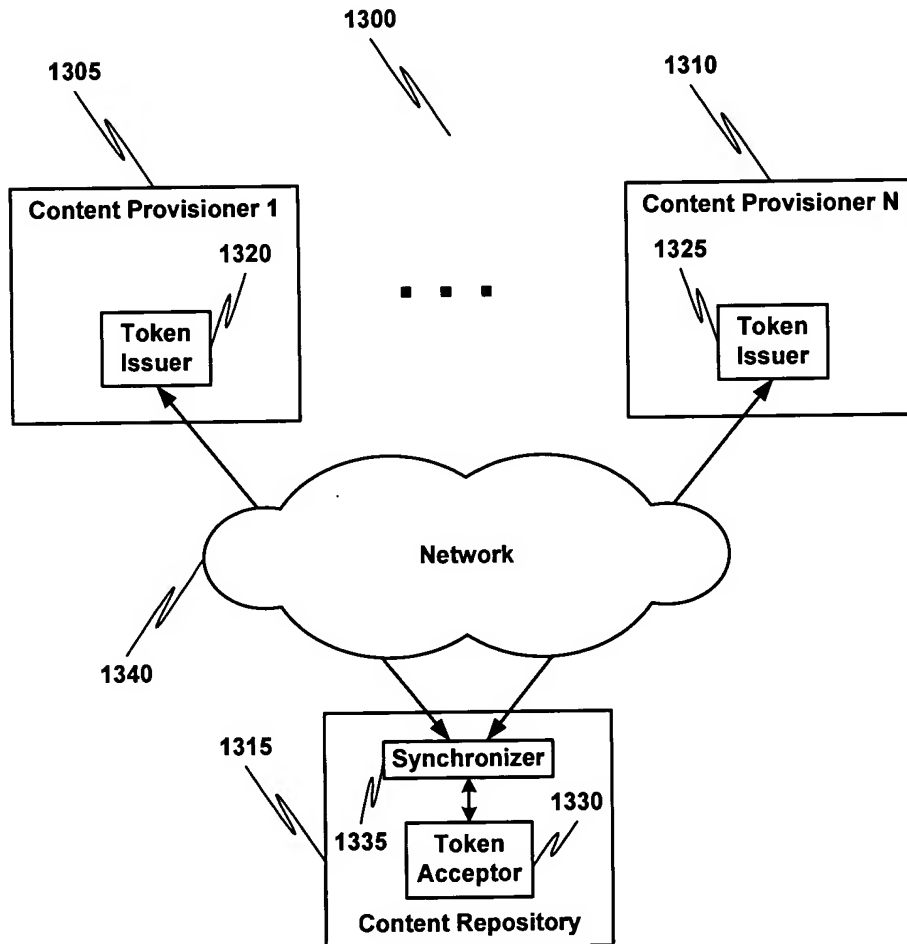 1300
1305
1310
Content Provisioner 1
Content Provisioner N
1320
1325
Token
Issuer
Token
Issuer
Network
1340
1315
Synchronizer
1335
1330
Token
Acceptor
Content Repository